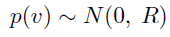 p(v) ∼ N(0, R)